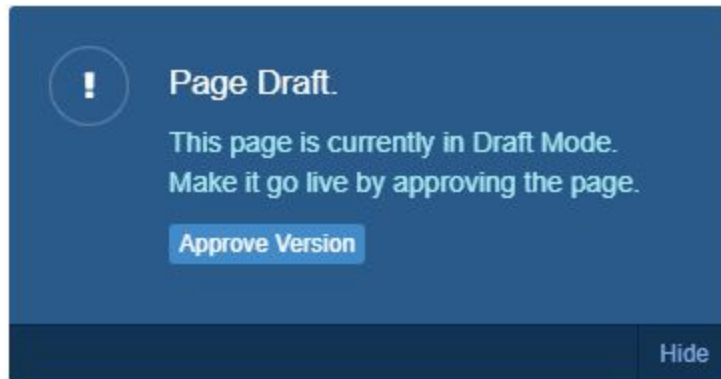 !
Page Draft.
This page is currently in Draft Mode.
Make it go live by approving the page.
Approve Version
Hide